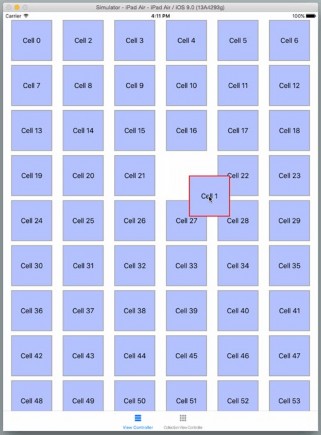 Simulator - iPad Air - iPad Air / iOS 9.0 (13A4293g)
Carrier 4:11 PM 100%
Cell 0 Cell 2 Cell 3 Cell 4 Cell 5 Cell 6
Cell 7 Cell 8 Cell 9 Cell 10 Cell 11 Cell 12
Cell 13 Cell 14 Cell 15 Cell 16 Cell 17 Cell 18
Cell 19 Cell 20 Cell 21 Cell 22 Cell 23
Cell 1
Cell 24 Cell 25 Cell 26 Cell 27 Cell 28 Cell 29
Cell 30 Cell 31 Cell 32 Cell 33 Cell 34 Cell 35
Cell 36 Cell 37 Cell 38 Cell 39 Cell 40 Cell 41
Cell 42 Cell 43 Cell 44 Cell 45 Cell 46 Cell 47
Cell 48 Cell 49 Cell 50 Cell 51 Cell 52 Cell 53
View Controller